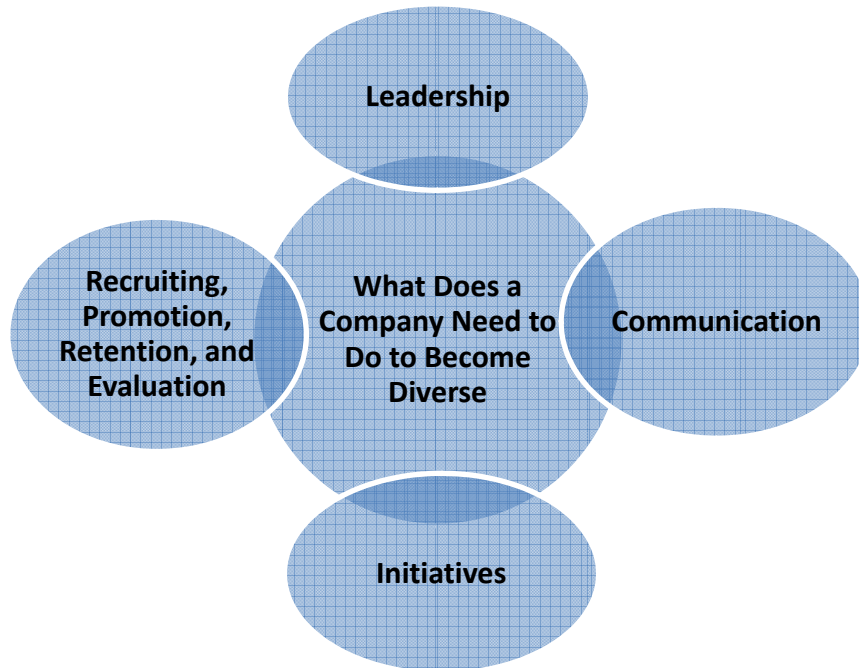 Leadership
Recruiting,
Promotion,
Retention, and
Evaluation
What Does a
Company Need to
Do to Become
Diverse
Communication
Initiatives